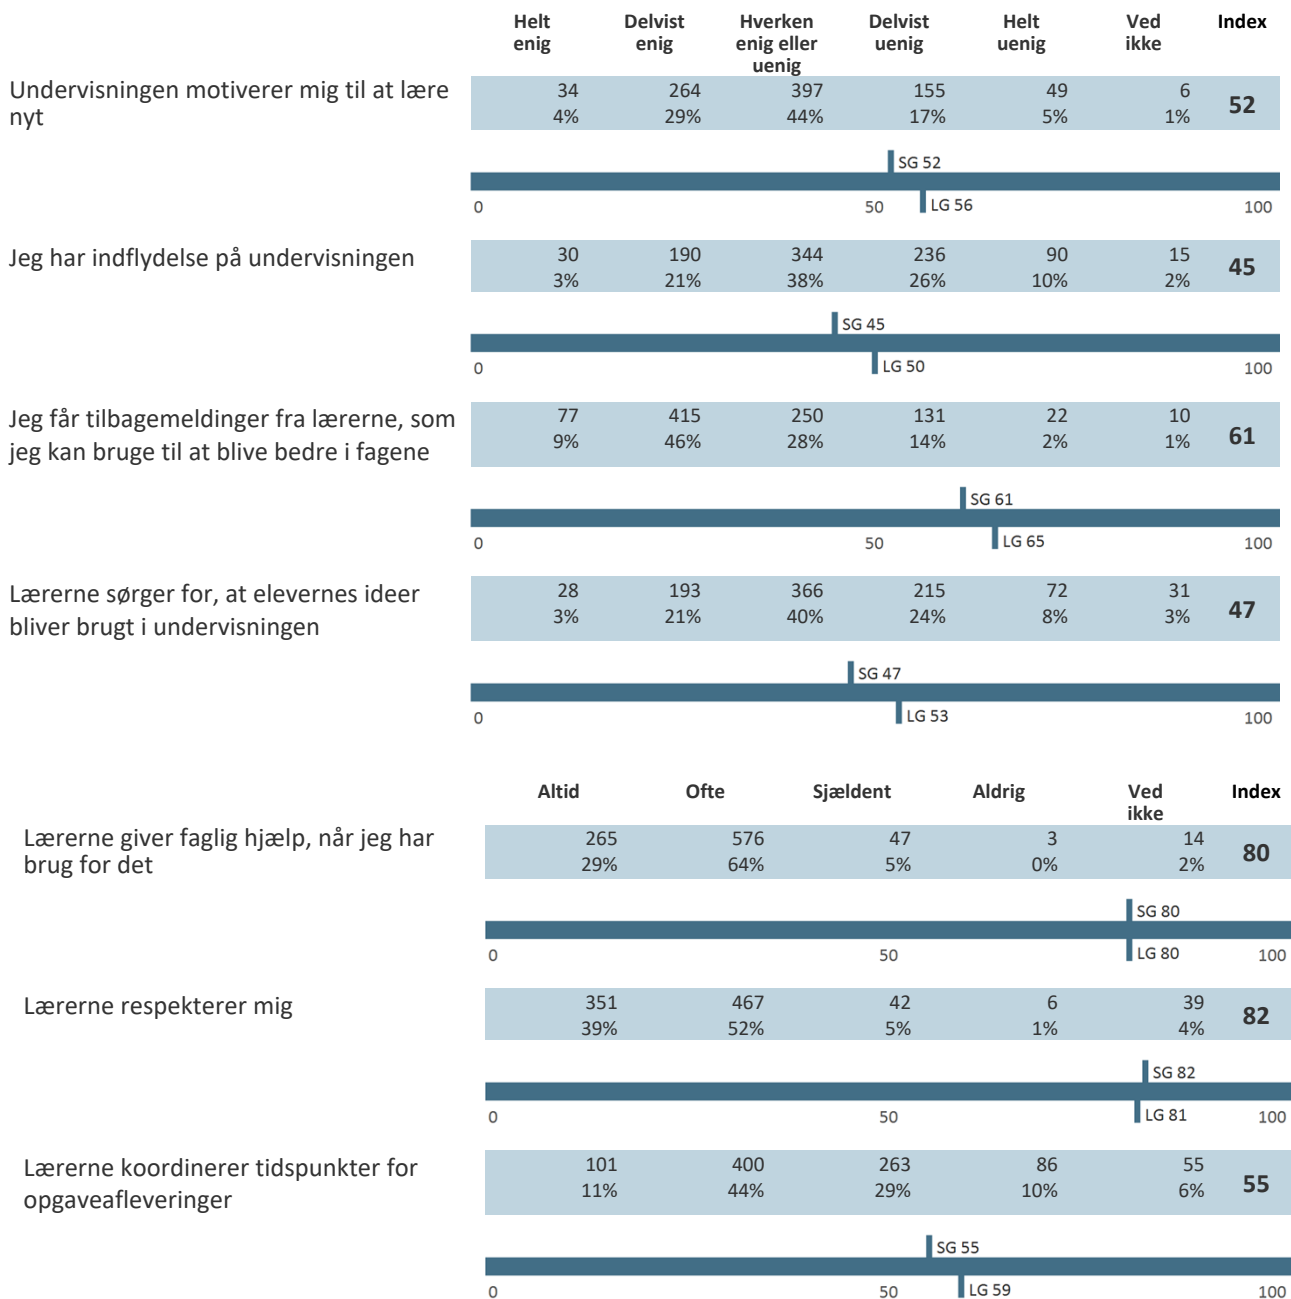 Helt enig Delvist enig Hverken enig eller uenig Delvist uenig Helt uenig Ved ikke Index
Undervisningen motiverer mig til at lære
nyt
34 264 397 155 49 6
4% 29% 44% 17% 5% 1%
52
SG 52
0 50 LG 56 100
Jeg har indflydelse på undervisningen
30 190 344 236 90 15
3% 21% 38% 26% 10% 2%
45
SG 45
0 LG 50 100
Jeg får tilbagemeldinger fra lærerne, som
jeg kan bruge til at blive bedre i fagene
77 415 250 131 22 10
9% 46% 28% 14% 2% 1%
61
SG 61
0 50 LG 65 100
Lærerne sørger for, at elevernes ideer
bliver brugt i undervisningen
28 193 366 215 72 31
3% 21% 40% 24% 8% 3%
47
SG 47
0 LG 53 100
Altid Ofte Sjældent Aldrig Ved ikke Index
Lærerne giver faglig hjælp, når jeg har
brug for det
265 576 47 3 14
29% 64% 5% 0% 2%
80
SG 80
0 50 LG 80 100
Lærerne respekterer mig
351 467 42 6 39
39% 52% 5% 1% 4%
82
SG 82
0 50 LG 81 100
Lærerne koordinerer tidspunkter for
opgaveafleveringer
101 400 263 86 55
11% 44% 29% 10% 6%
55
SG 55
0 50 LG 59 100